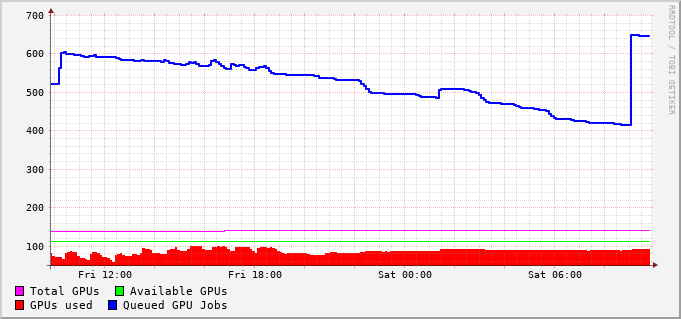 700
600
500
400
300
200
100
Fri 12:00 Fri 18:00 Sat 00:00 Sat 06:00
Total GPUs Available GPUs
GPUs used Queued GPU Jobs
RRDTOOL / TOBI OETIKER